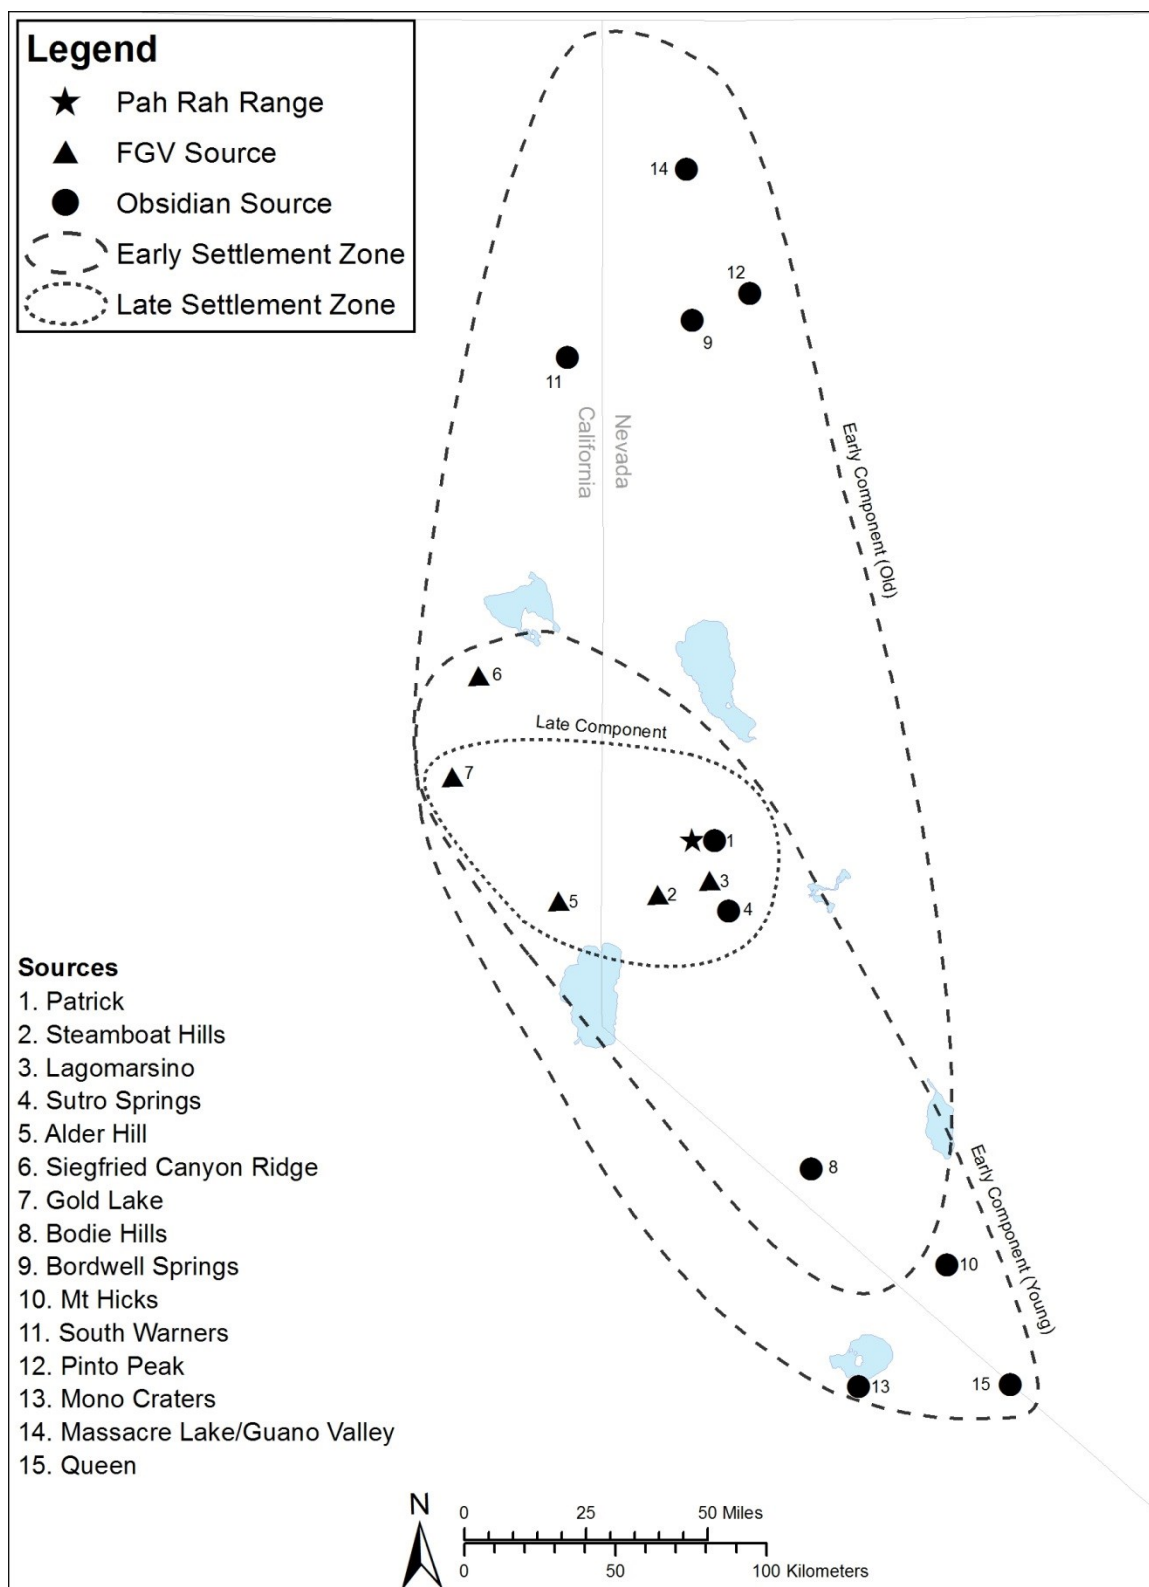 Legend
Pah Rah Range
FGV Source
Obsidian Source
Early Settlement Zone
Late Settlement Zone
14
12
9
11
California
Nevada
Early Component (Old)
6
Late Component
7
1
3
2
5
4
8
Early Component (Young)
10
13
15
Sources
1. Patrick
2. Steamboat Hills
3. Lagomarsino
4. Sutro Springs
5. Alder Hill
6. Siegfried Canyon Ridge
7. Gold Lake
8. Bodie Hills
9. Bordwell Springs
10. Mt Hicks
11. South Warners
12. Pinto Peak
13. Mono Craters
14. Massacre Lake/Guano Valley
15. Queen
N
0 25 50 Miles
0 50 100 Kilometers